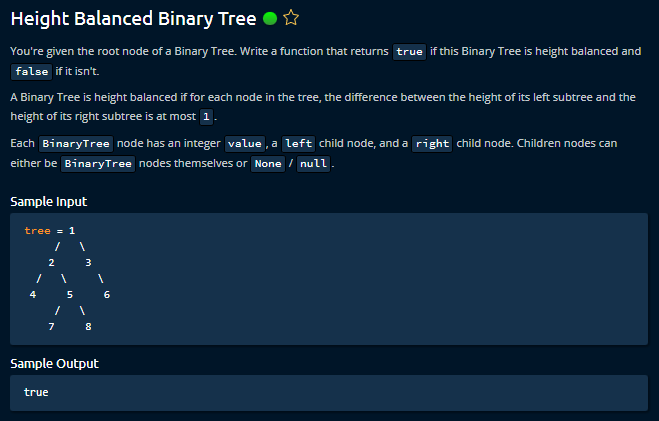 Height Balanced Binary Tree
You're given the root node of a Binary Tree. Write a function that returns true if this Binary Tree is height balanced and
false if it isn't.
A Binary Tree is height balanced if for each node in the tree, the difference between the height of its left subtree and the
height of its right subtree is at most 1.
Each BinaryTree node has an integer value, a left child node, and a right child node. Children nodes can
either be BinaryTree nodes themselves or None / null.
Sample Input
tree = 1
     /   \
    2     3
  /   \     \
 4     5     6
     /   \
    7     8
Sample Output
true